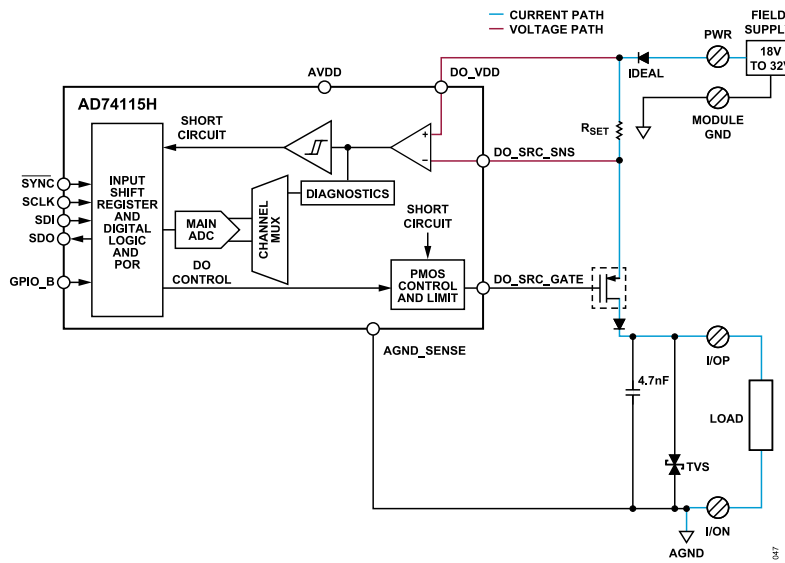 CURRENT PATH
VOLTAGE PATH
FIELD
SUPPLY
PWR
18V
TO 32V
IDEAL
MODULE
GND
AVDD
DO_VDD
AD74115H
RSET
SHORT
CIRCUIT
+
−
DO_SRC_SNS
SYNC
SCLK
SDI
SDO
GPIO_B
INPUT
SHIFT
REGISTER
AND
DIGITAL
LOGIC
AND
POR
DIAGNOSTICS
MAIN
ADC
CHANNEL
MUX
SHORT
CIRCUIT
DO
CONTROL
PMOS
CONTROL
AND LIMIT
DO_SRC_GATE
AGND_SENSE
I/OP
4.7nF
LOAD
TVS
I/ON
AGND
047